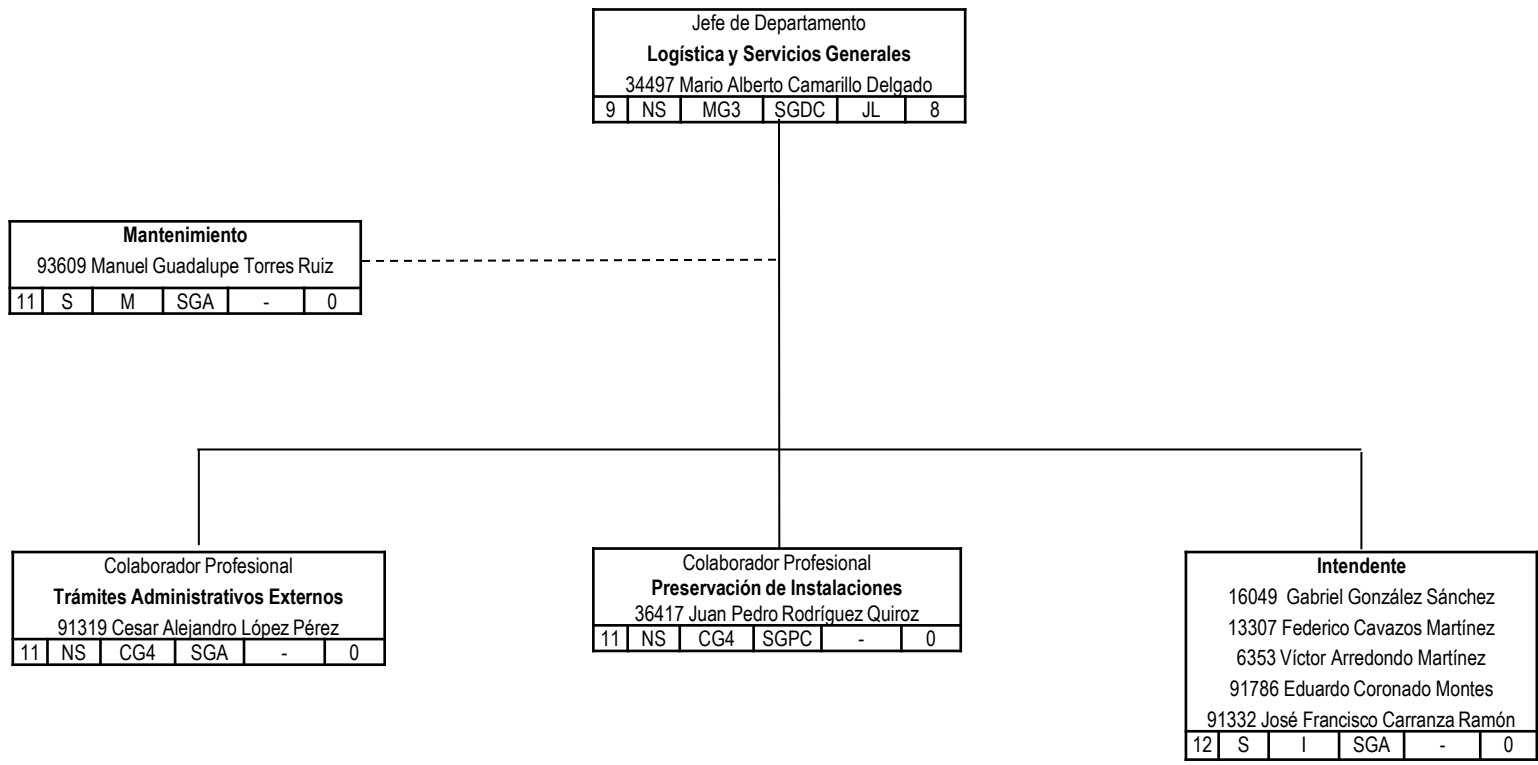 Jefe de Departamento
Logística y Servicios Generales
34497 Mario Alberto Camarillo Delgado
9 NS MG3 SGDC JL 8
Mantenimiento
93609 Manuel Guadalupe Torres Ruiz
11 S M SGA - 0
Colaborador Profesional
Trámites Administrativos Externos
91319 Cesar Alejandro López Pérez
11 NS CG4 SGA - 0
Colaborador Profesional
Preservación de Instalaciones
36417 Juan Pedro Rodríguez Quiroz
11 NS CG4 SGPC - 0
Intendente
16049 Gabriel González Sánchez
13307 Federico Cavazos Martínez
6353 Víctor Arredondo Martínez
91786 Eduardo Coronado Montes
91332 José Francisco Carranza Ramón
12 S I SGA - 0